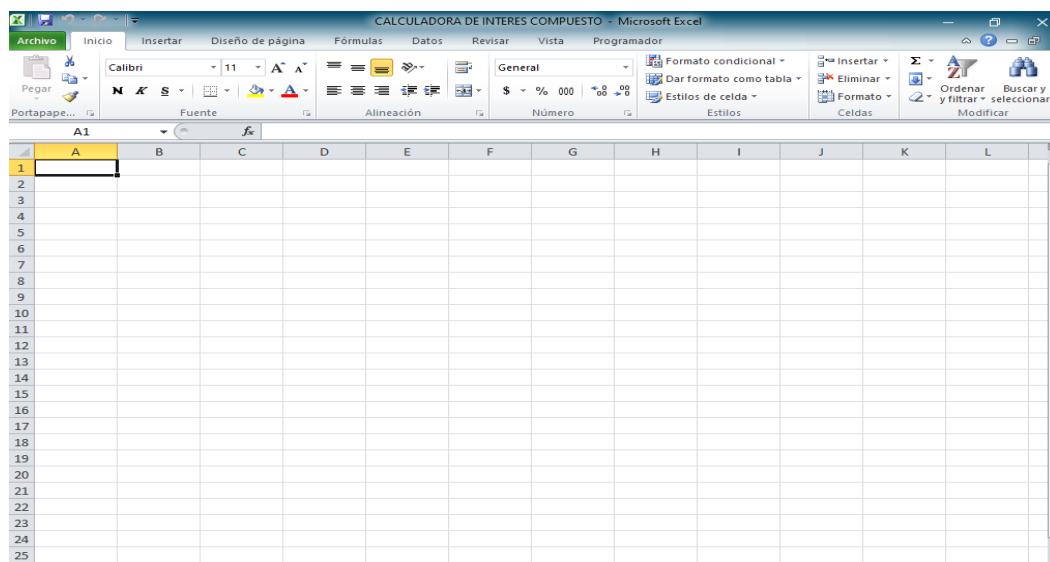 CALCULADORA DE INTERES COMPUESTO - Microsoft Excel
Archivo Inicio Insertar Diseño de página Fórmulas Datos Revisar Vista Programador
Pegar
Calibri 11 A A
General
N K S A
$ % 000
Formato condicional
Dar formato como tabla
Estilos de celda
Insertar
Eliminar
Formato
Σ
Ordenar y filtrar
Buscar y seleccionar
Portapape... Fuente Alineación Número Estilos Celdas Modificar
A1 fx
A B C D E F G H I J K L
1
2
3
4
5
6
7
8
9
10
11
12
13
14
15
16
17
18
19
20
21
22
23
24
25